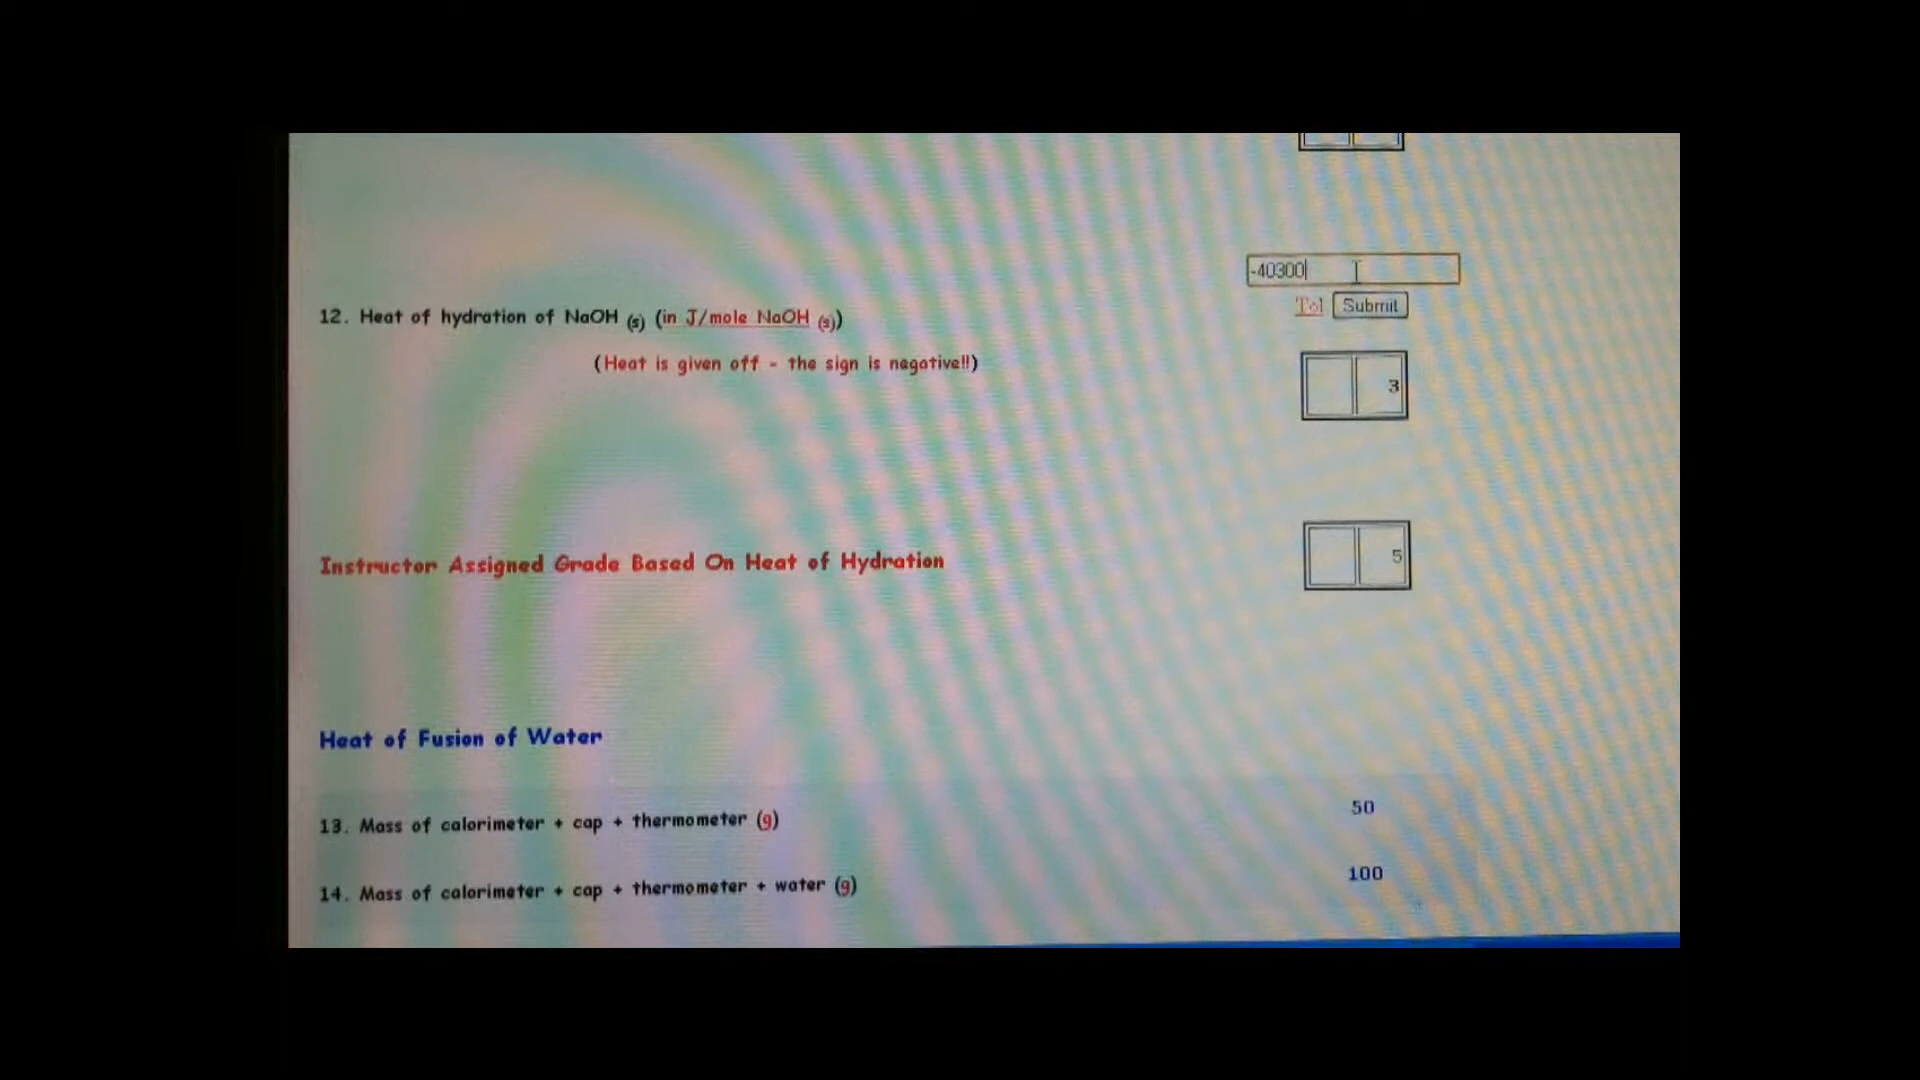 -40300
Tol Submit
12. Heat of hydration of NaOH (s) (in J/mole NaOH (s))
(Heat is given off - the sign is negative!!)
3
Instructor Assigned Grade Based On Heat of Hydration
5
Heat of Fusion of Water
13. Mass of calorimeter + cap + thermometer (g) 50
14. Mass of calorimeter + cap + thermometer + water (g) 100